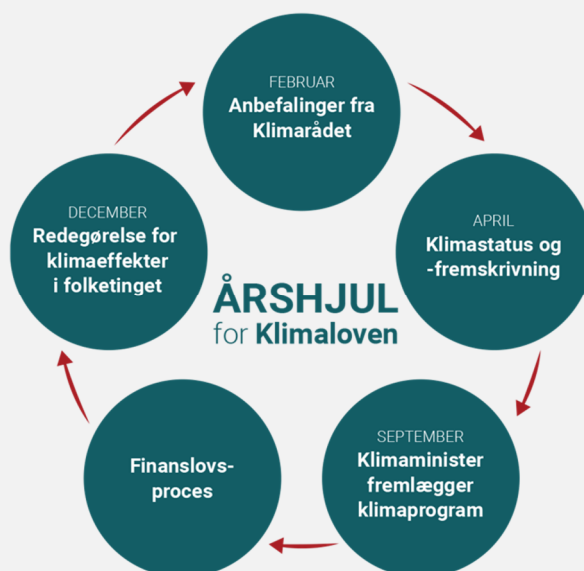 FEBRUAR
Anbefalinger fra
Klimarådet
APRIL
Klimastatus og
-fremskrivning
SEPTEMBER
Klimaminister
fremlægger
klimaprogram
Finanslovs-
proces
DECEMBER
Redegørelse for
klimaeffekter
i folketinget
ÅRSHJUL
for Klimaloven